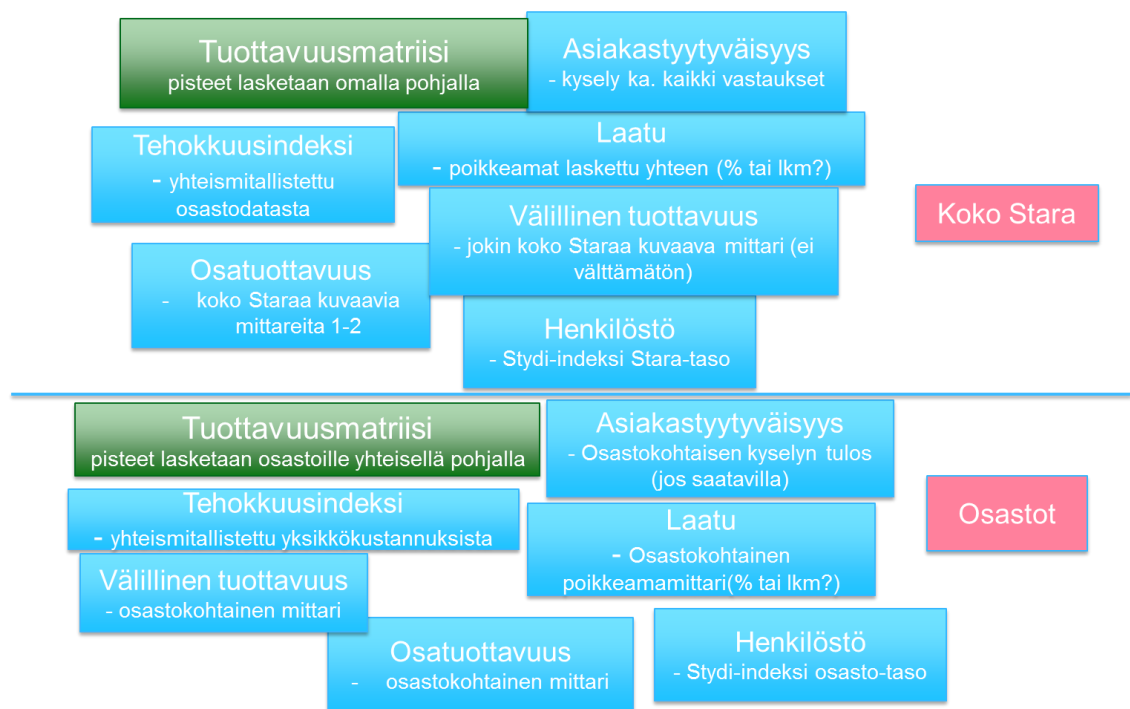 Tuottavuusmatriisi
pisteet lasketaan omalla pohjalla
Asiakastyytyväisyys
- kysely ka. kaikki vastaukset
Tehokkuusindeksi
- yhteismitallistettu
osastodatasta
Laatu
- poikkeamat laskettu yhteen (% tai lkm?)
Välillinen tuottavuus
- jokin koko Staraa kuvaava mittari (ei
välttämätön)
Koko Stara
Osatuottavuus
- koko Staraa kuvaavia
mittareita 1-2
Henkilöstö
- Stydi-indeksi Stara-taso
Tuottavuusmatriisi
pisteet lasketaan osastoille yhteisellä pohjalla
Asiakastyytyväisyys
- Osastokohtaisen kyselyn tulos
(jos saatavilla)
Tehokkuusindeksi
- yhteismitallistettu yksikkökustannuksista
Laatu
- Osastokohtainen
poikkeamamittari(% tai lkm?)
Osastot
Välillinen tuottavuus
- osastokohtainen mittari
Osatuottavuus
- osastokohtainen mittari
Henkilöstö
- Stydi-indeksi osasto-taso